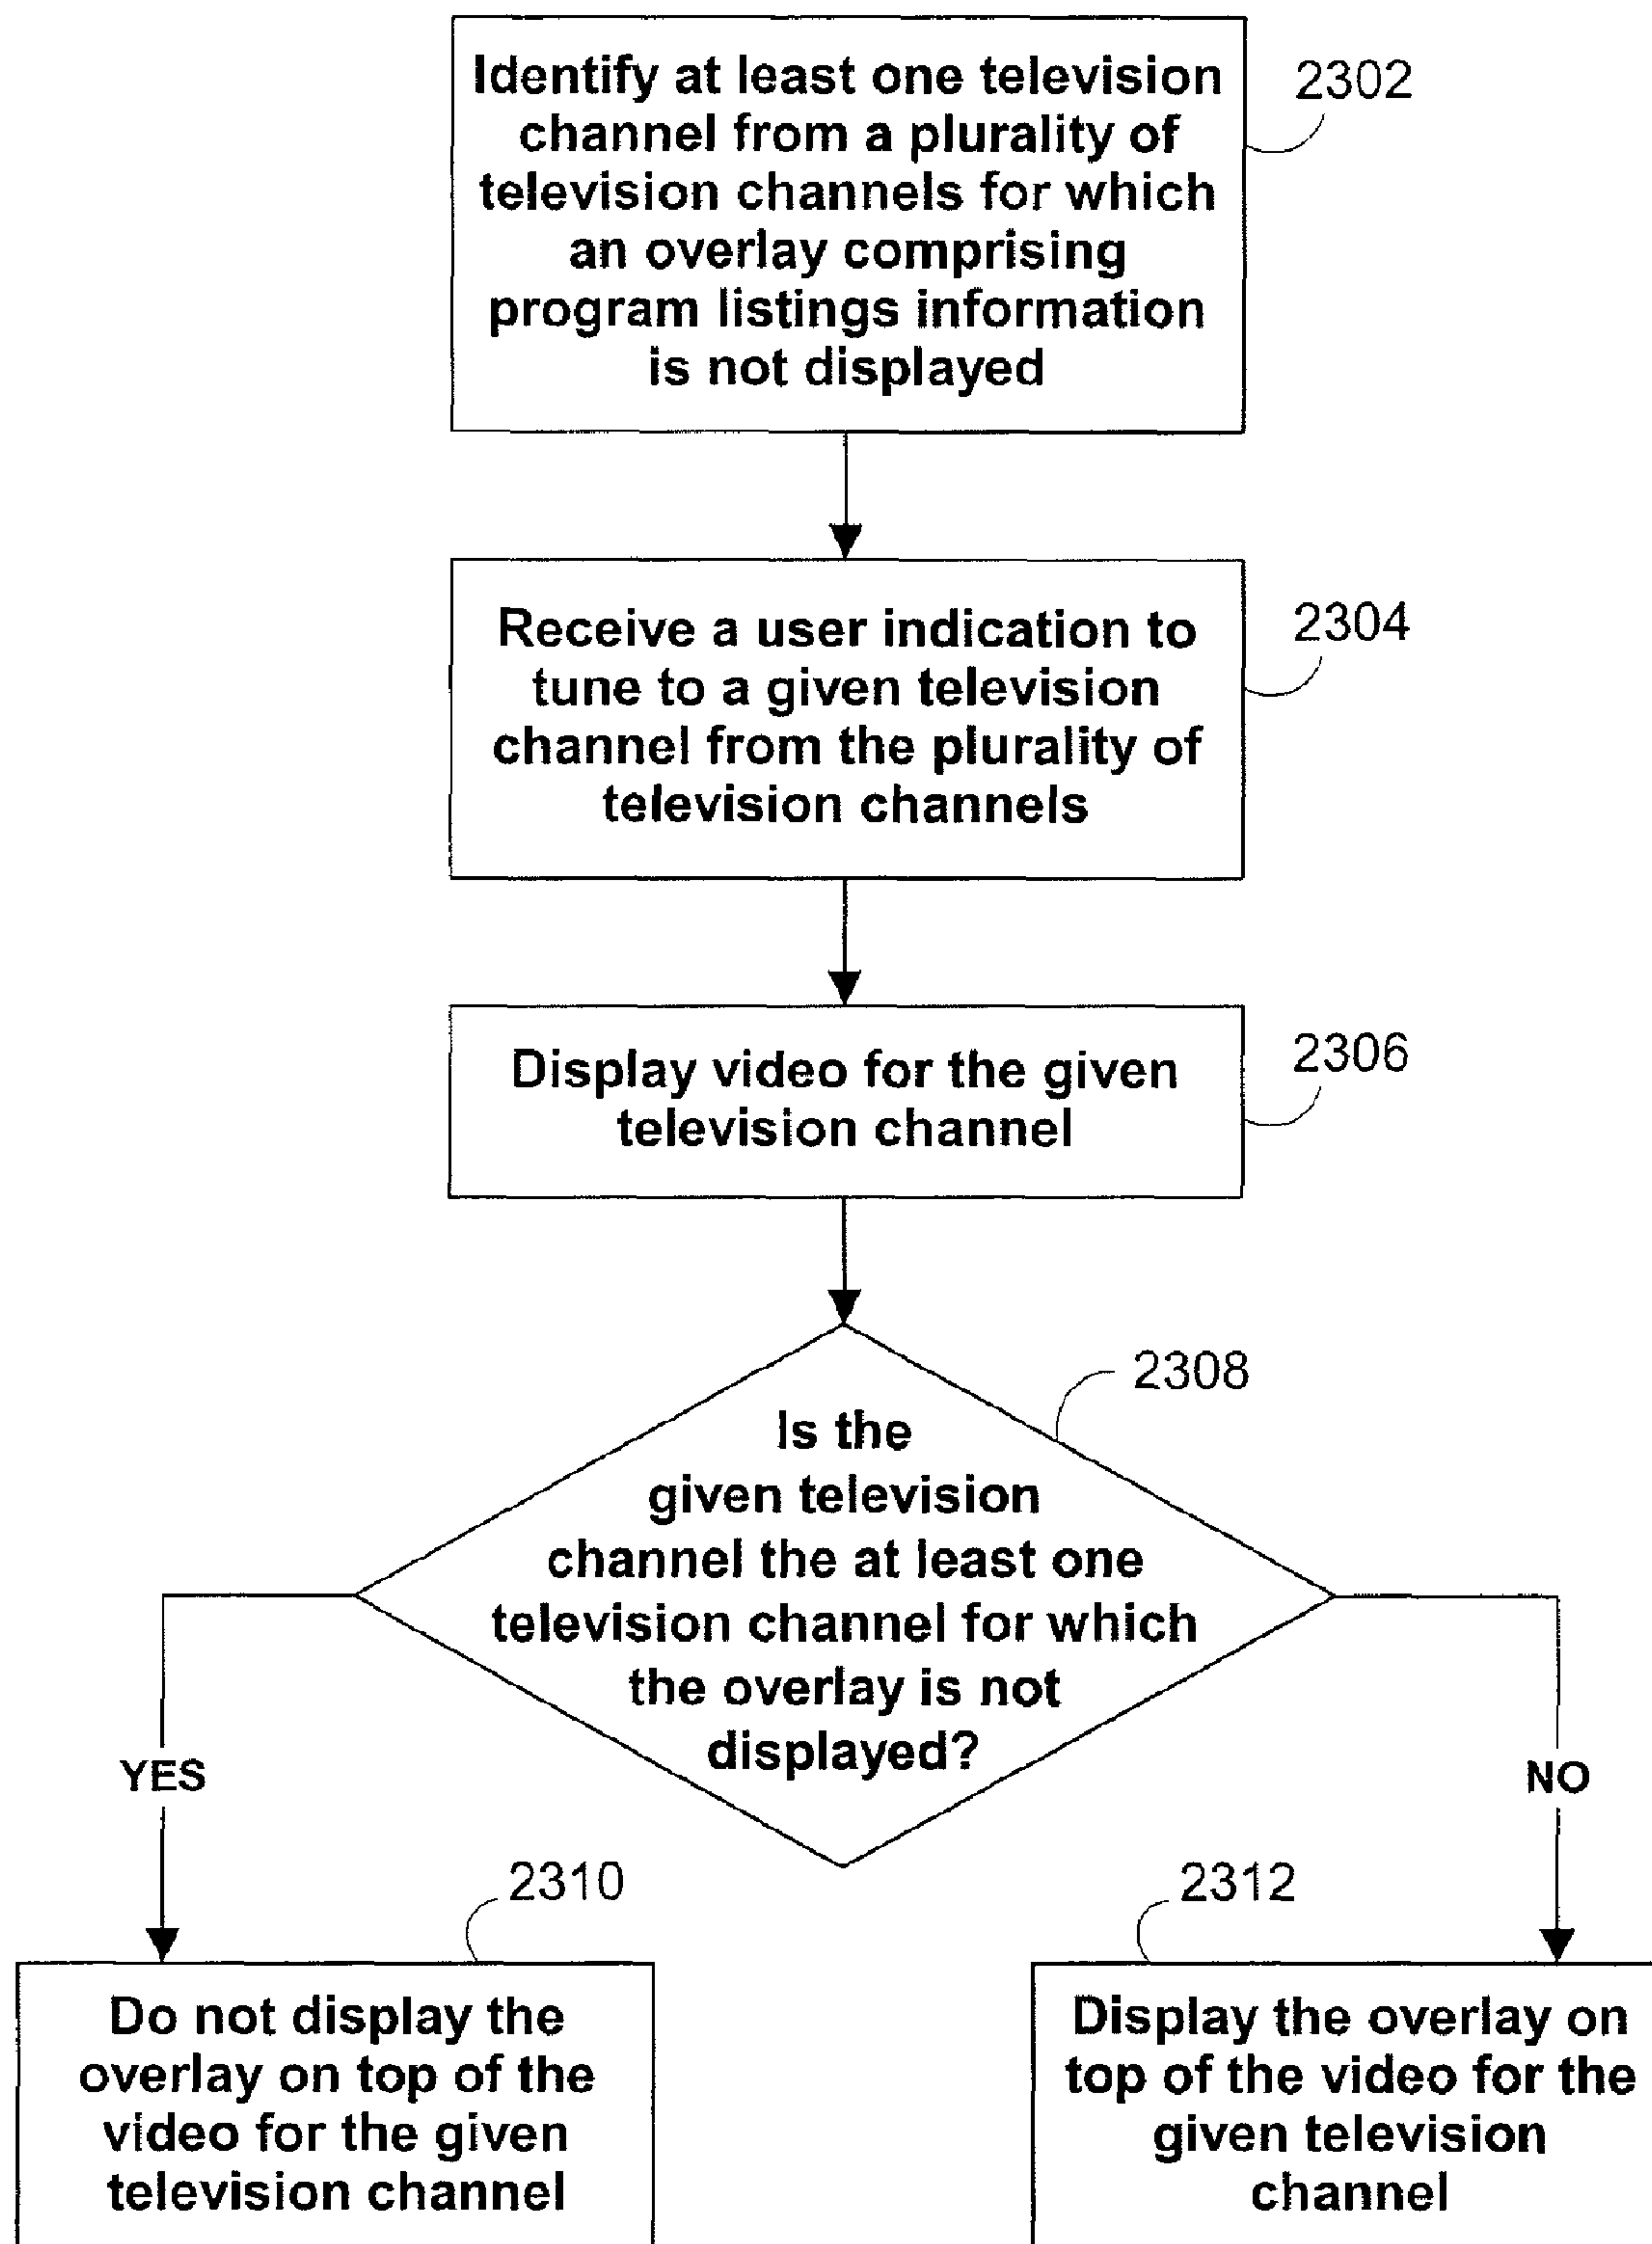 Identify at least one television
channel from a plurality of
television channels for which
an overlay comprising
program listings information
is not displayed
2302
Receive a user indication to
tune to a given television
channel from the plurality of
television channels
2304
Display video for the given
television channel
2306
Is the
given television
channel the at least one
television channel for which
the overlay is not
displayed?
2308
YES
NO
2310
Do not display the
overlay on top of the
video for the given
television channel
2312
Display the overlay on
top of the video for the
given television
channel